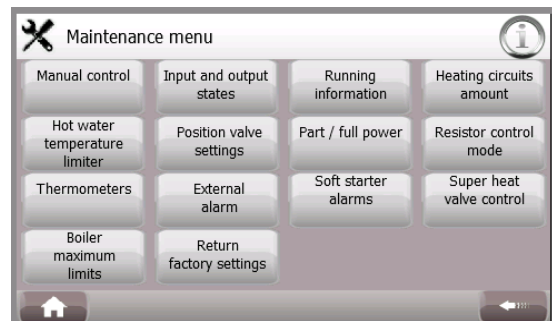 Maintenance menu
Manual control
Input and output
states
Running
information
Heating circuits
amount
Hot water
temperature
limiter
Position valve
settings
Part / full power
Resistor control
mode
Thermometers
External
alarm
Soft starter
alarms
Super heat
valve control
Boiler
maximum
limits
Return
factory settings